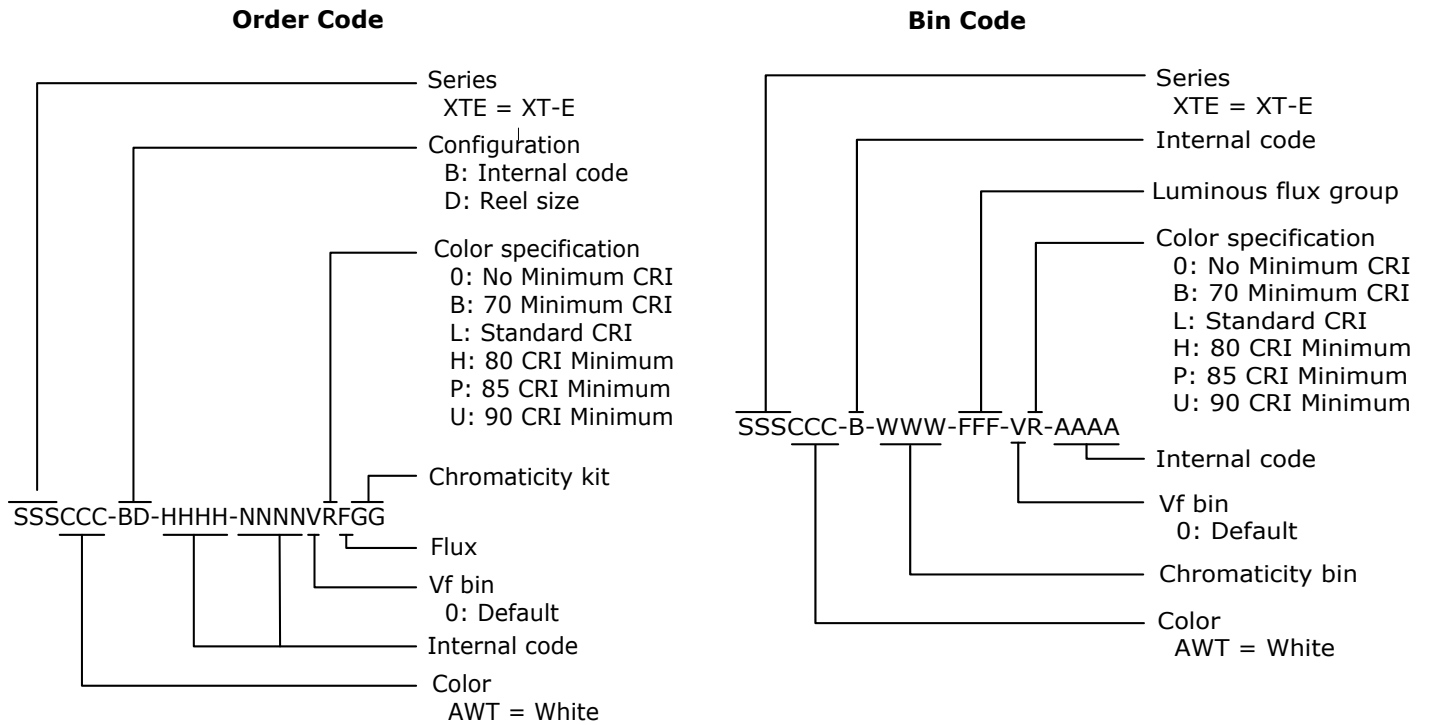 Order Code
Series
XTE = XT-E
Configuration
B: Internal code
D: Reel size
Color specification
0: No Minimum CRI
B: 70 Minimum CRI
L: Standard CRI
H: 80 CRI Minimum
P: 85 CRI Minimum
U: 90 CRI Minimum
Chromaticity kit
SSSCCC-BD-HHHH-NNNNVRFGG
Flux
Vf bin
0: Default
Internal code
Color
AWT = White
Bin Code
Series
XTE = XT-E
Internal code
Luminous flux group
Color specification
0: No Minimum CRI
B: 70 Minimum CRI
L: Standard CRI
H: 80 CRI Minimum
P: 85 CRI Minimum
U: 90 CRI Minimum
SSSCCC-B-WWW-FFF-VR-AAAA
Internal code
Vf bin
0: Default
Chromaticity bin
Color
AWT = White